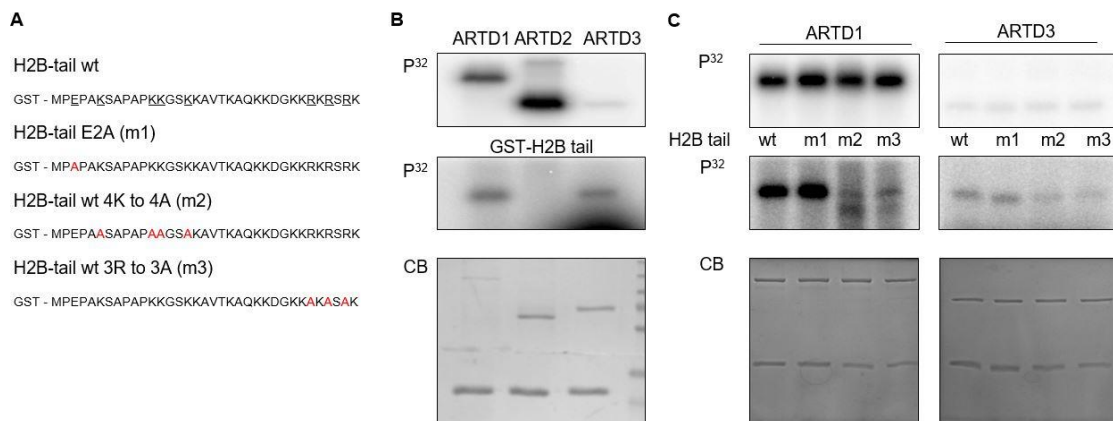 A
H2B-tail wt
GST - MPEPAKSAPAPKKGSKKAVTKAQKKDGKKRKRSRK
H2B-tail E2A (m1)
GST - MPAPAKSAPAPKKGSKKAVTKAQKKDGKKRKRSRK
H2B-tail wt 4K to 4A (m2)
GST - MPEPAASAPAPAAGSAKAVTKAQKKDGKKRKRSRK
H2B-tail wt 3R to 3A (m3)
GST - MPEPAKSAPAPKKGSKKAVTKAQKKDGKKAKASAK
B
ARTD1 ARTD2 ARTD3
P32
GST-H2B tail
P32
CB
C
ARTD1 ARTD3
P32
H2B tail wt m1 m2 m3 wt m1 m2 m3
P32
CB